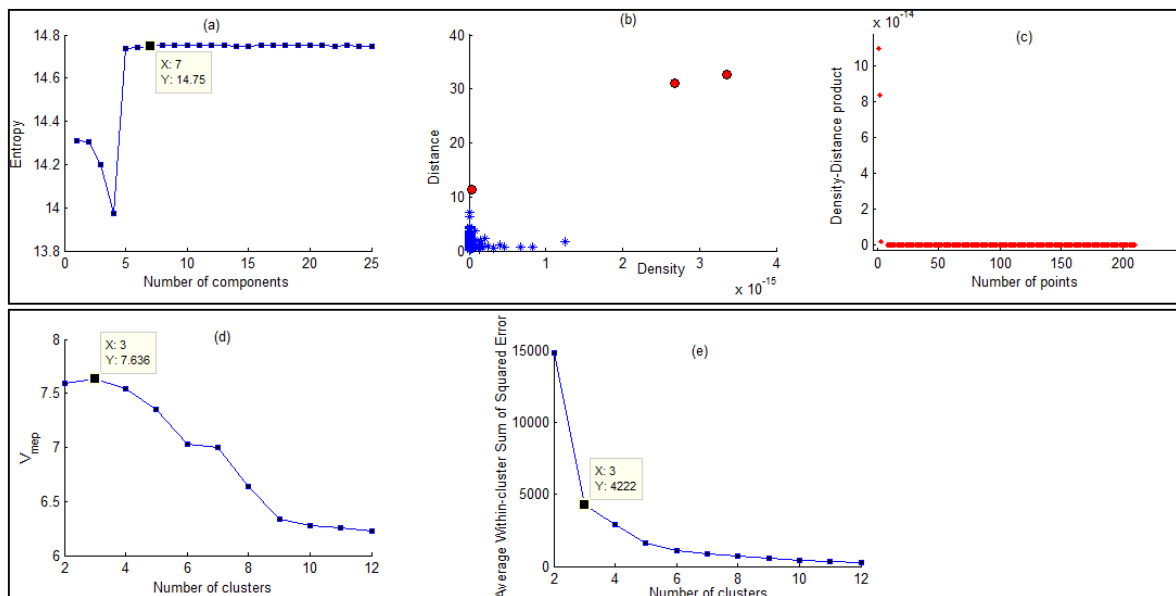 (a)
14.8
14.6
14.4
14.2
14
13.8
Entropy
X: 7
Y: 14.75
0 5 10 15 20 25
Number of components
(b)
40
30
20
10
0
Distance
0 1 2 3 4
Density
x 10^-15
x 10^-14
(c)
10
8
6
4
2
0
Density-Distance product
0 50 100 150 200
Number of points
(d)
8
7.5
7
6.5
6
V_mep
X: 3
Y: 7.636
2 4 6 8 10 12
Number of clusters
(e)
15000
10000
5000
0
Average Within-cluster Sum of Squared Error
X: 3
Y: 4222
2 4 6 8 10 12
Number of clusters